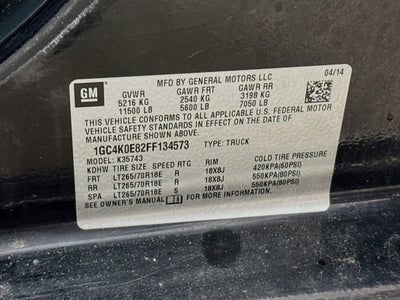 MFD BY GENERAL MOTORS LLC 04/14
GM GVWR GAWR FRT GAWR RR
5216 KG 2540 KG 3198 KG
11500 LB 5600 LB 7050 LB
THIS VEHICLE CONFORMS TO ALL APPLICABLE U.S. FEDERAL MOTOR
VEHICLE SAFETY STANDARDS IN EFFECT ON THE DATE OF
MANUFACTURE SHOWN ABOVE.
1GC4K0E82FF134573 TYPE: TRUCK
MODEL: K35743
KDHW TIRE SIZE SPEED RTG RIM COLD TIRE PRESSURE
FRT LT265/70R18E R 18X8J 420KPA(60PSI)
RR LT265/70R18E R 18X8J 550KPA(80PSI)
SPA LT265/70R18E S 18X8J 550KPA(80PSI)
SEE OWNER'S MANUAL FOR MORE INFORMATION.